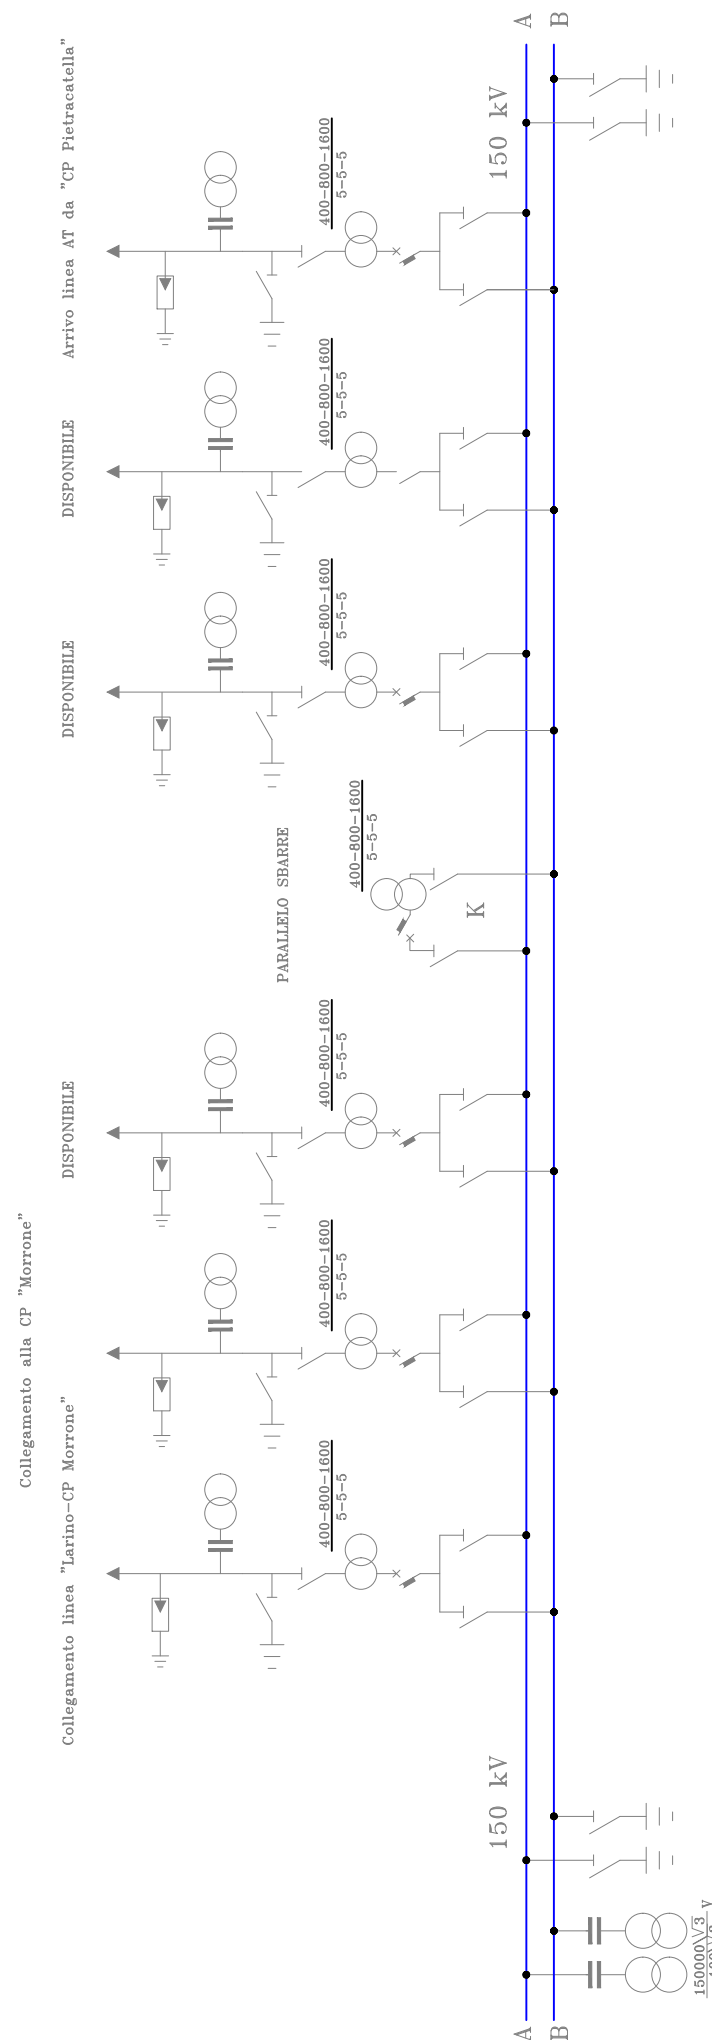 A
B
150 kV
Arrivo linea AT da "CP Pietracatella"
400-800-1600
5-5-5
DISPONIBILE
400-800-1600
5-5-5
DISPONIBILE
400-800-1600
5-5-5
PARALLELO SBARRE
400-800-1600
5-5-5
K
DISPONIBILE
400-800-1600
5-5-5
Collegamento alla CP "Morrone"
400-800-1600
5-5-5
Collegamento linea "Larino-CP Morrone"
400-800-1600
5-5-5
150 kV
150000\√3 V
A
B